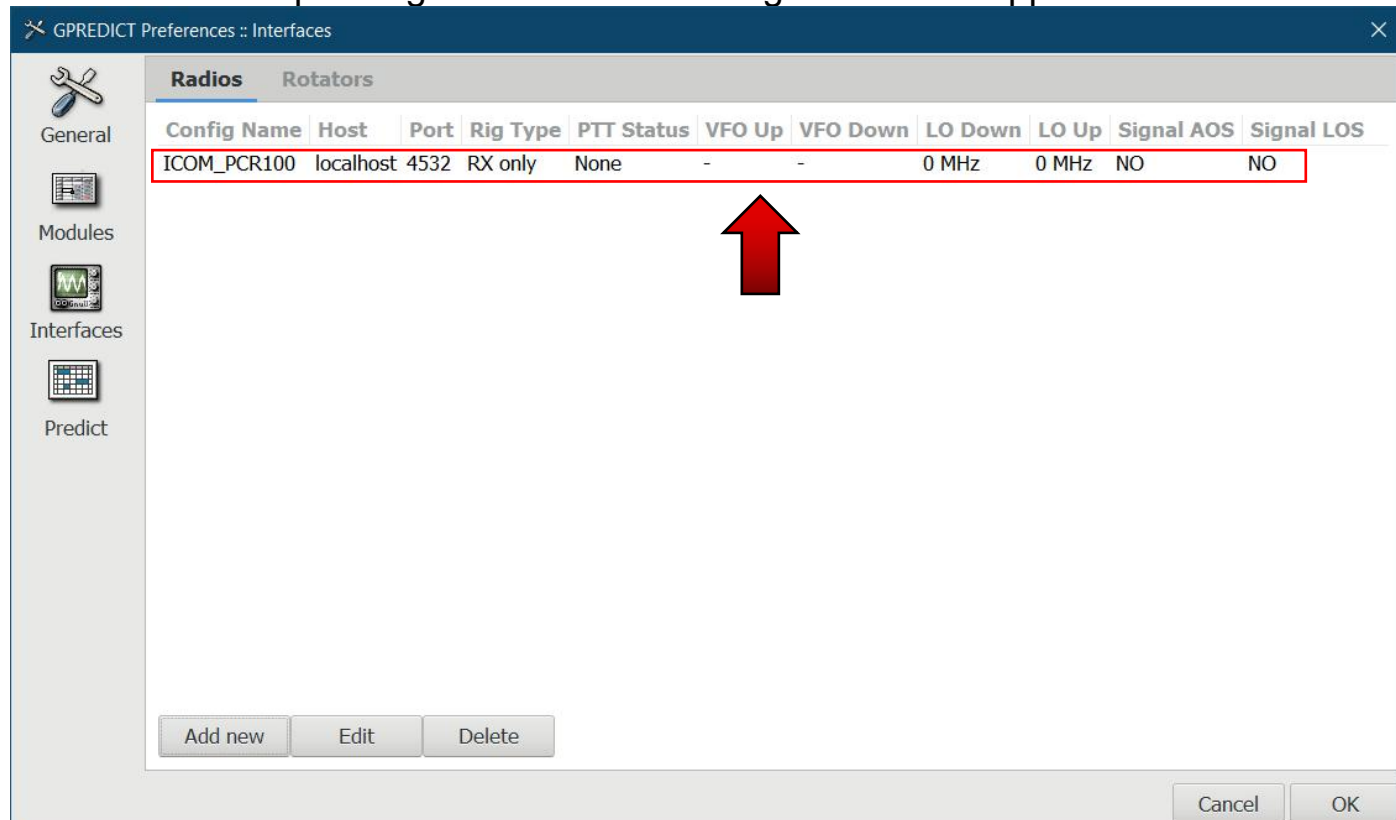 GPREDICT Preferences :: Interfaces
Radios Rotators
General
Config Name Host Port Rig Type PTT Status VFO Up VFO Down LO Down LO Up Signal AOS Signal LOS
ICOM_PCR100 localhost 4532 RX only None - - 0 MHz 0 MHz NO NO
Modules
Interfaces
Predict
Add new Edit Delete
Cancel OK